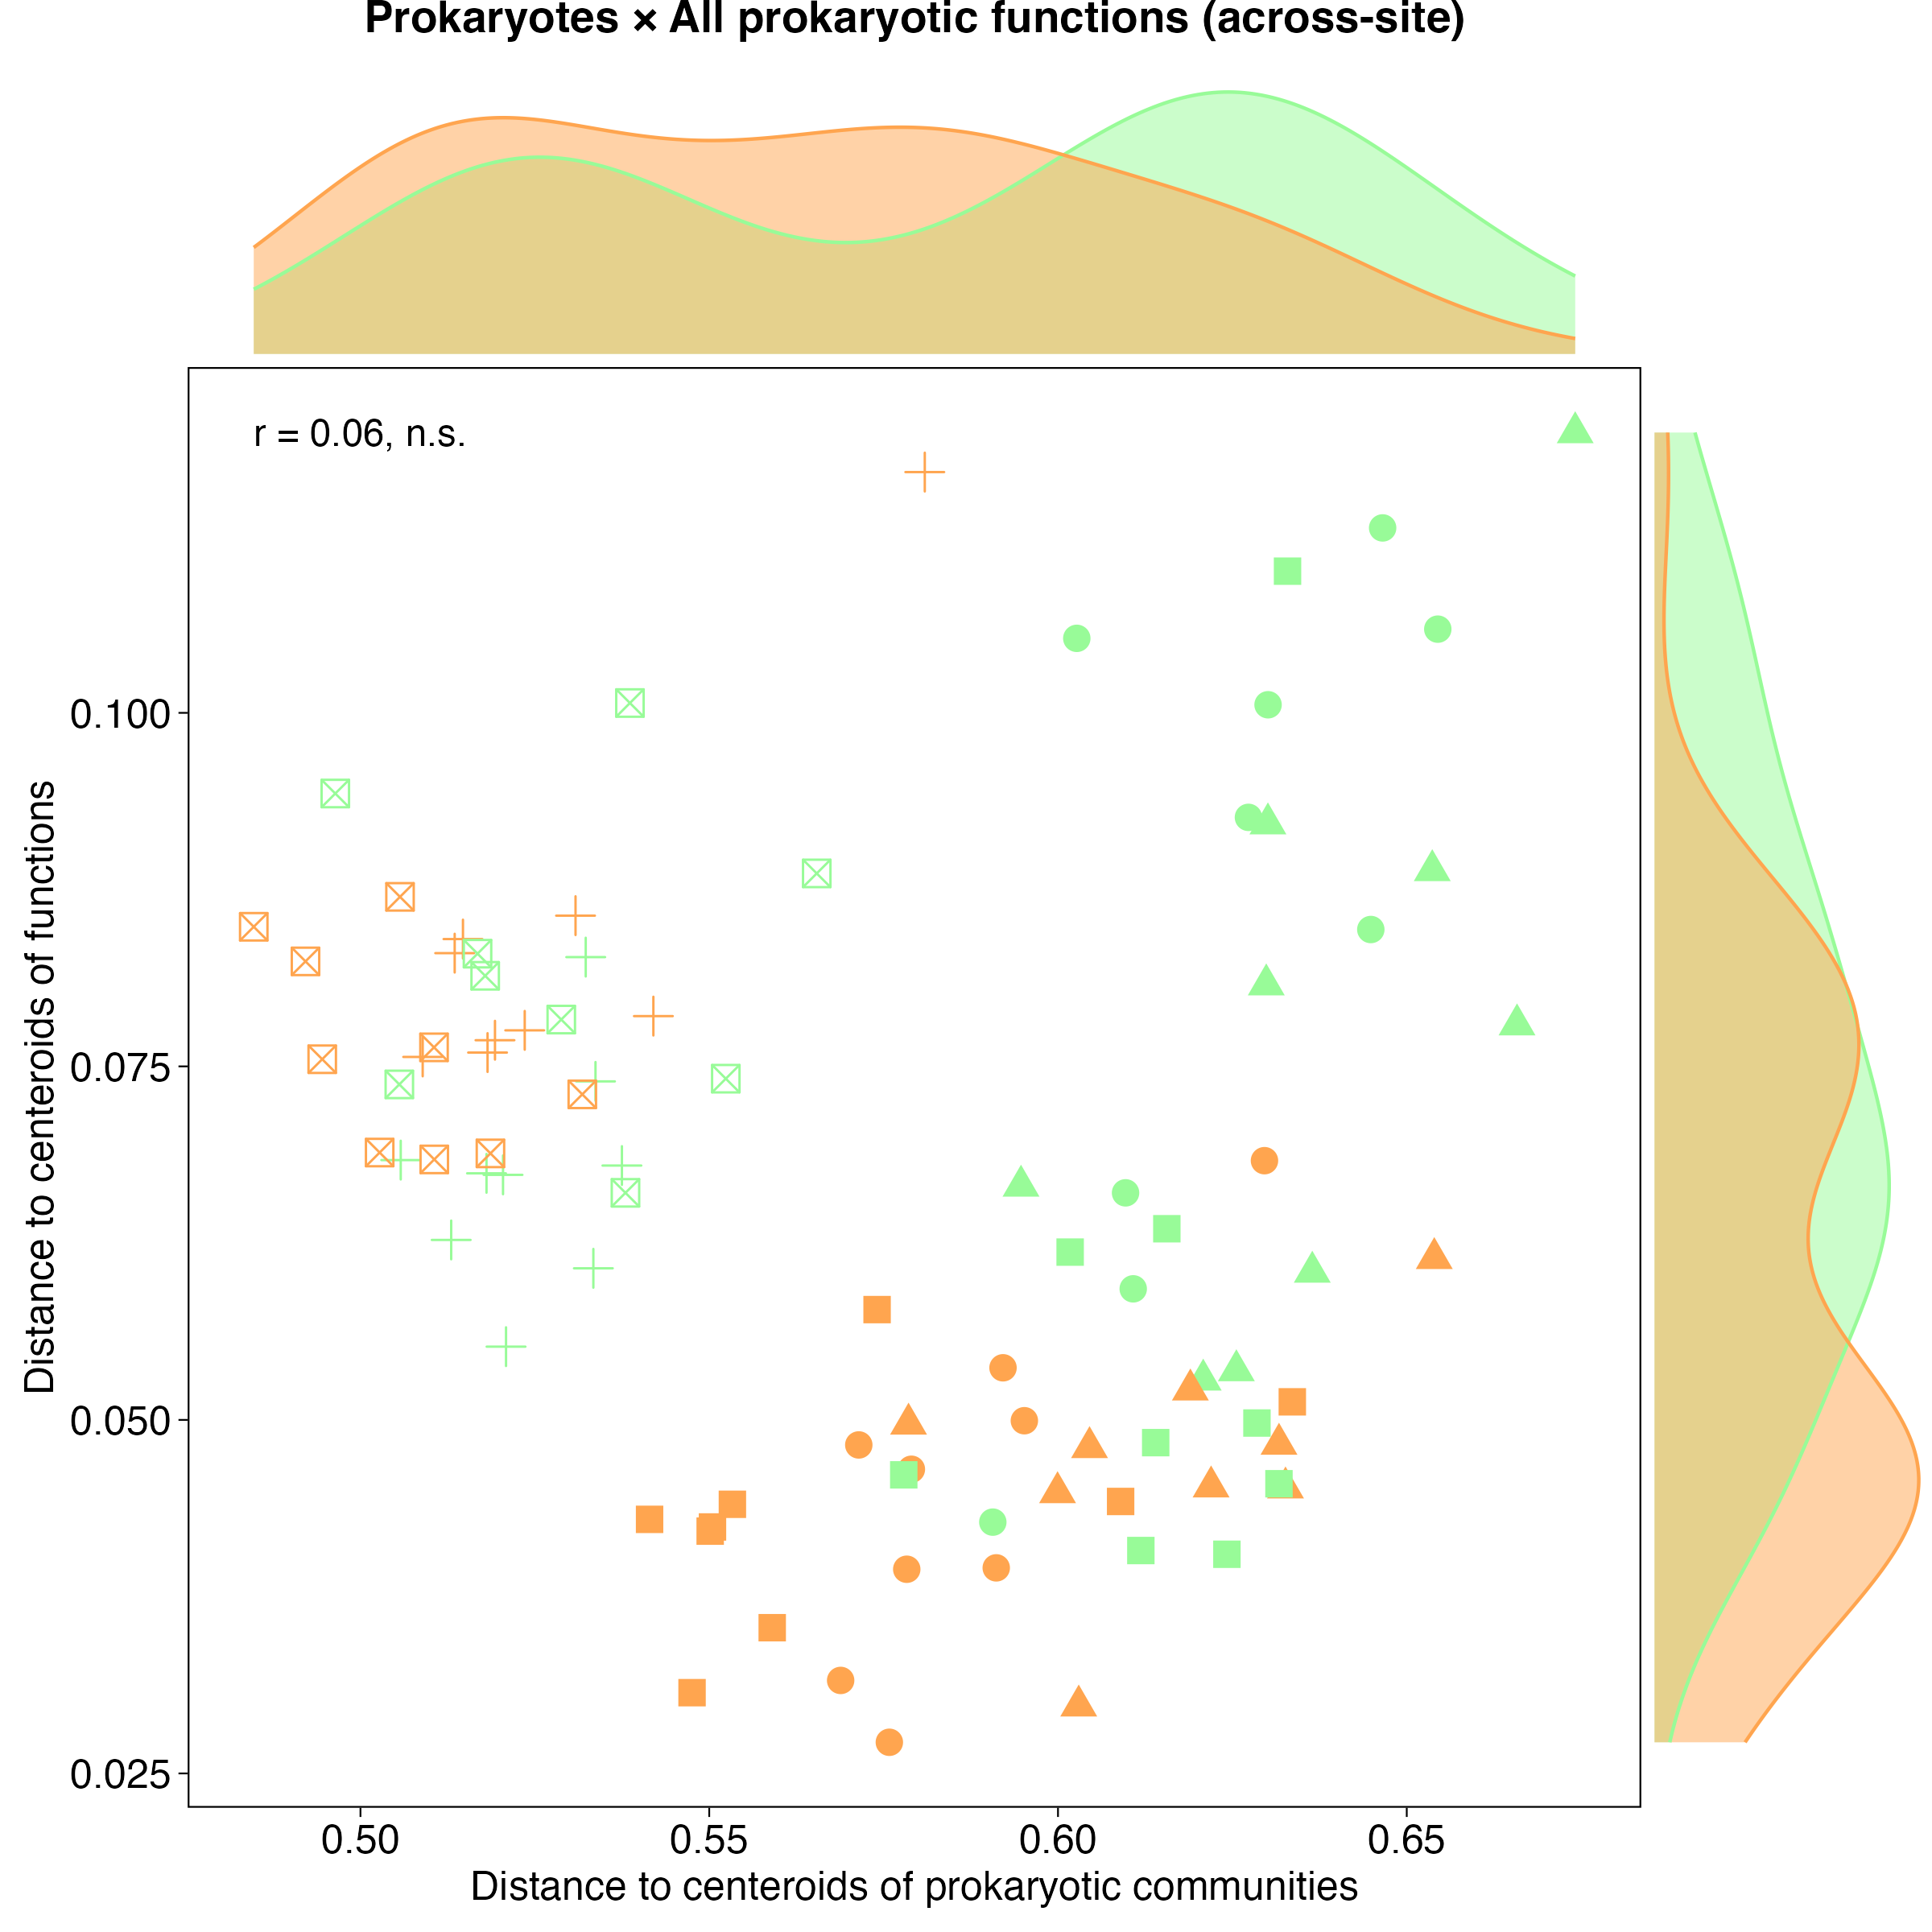 Prokaryotes × All prokaryotic functions (across-site)
r = 0.06, n.s.
Distance to centeroids of functions
0.100
0.075
0.050
0.025
0.50 0.55 0.60 0.65
Distance to centeroids of prokaryotic communities